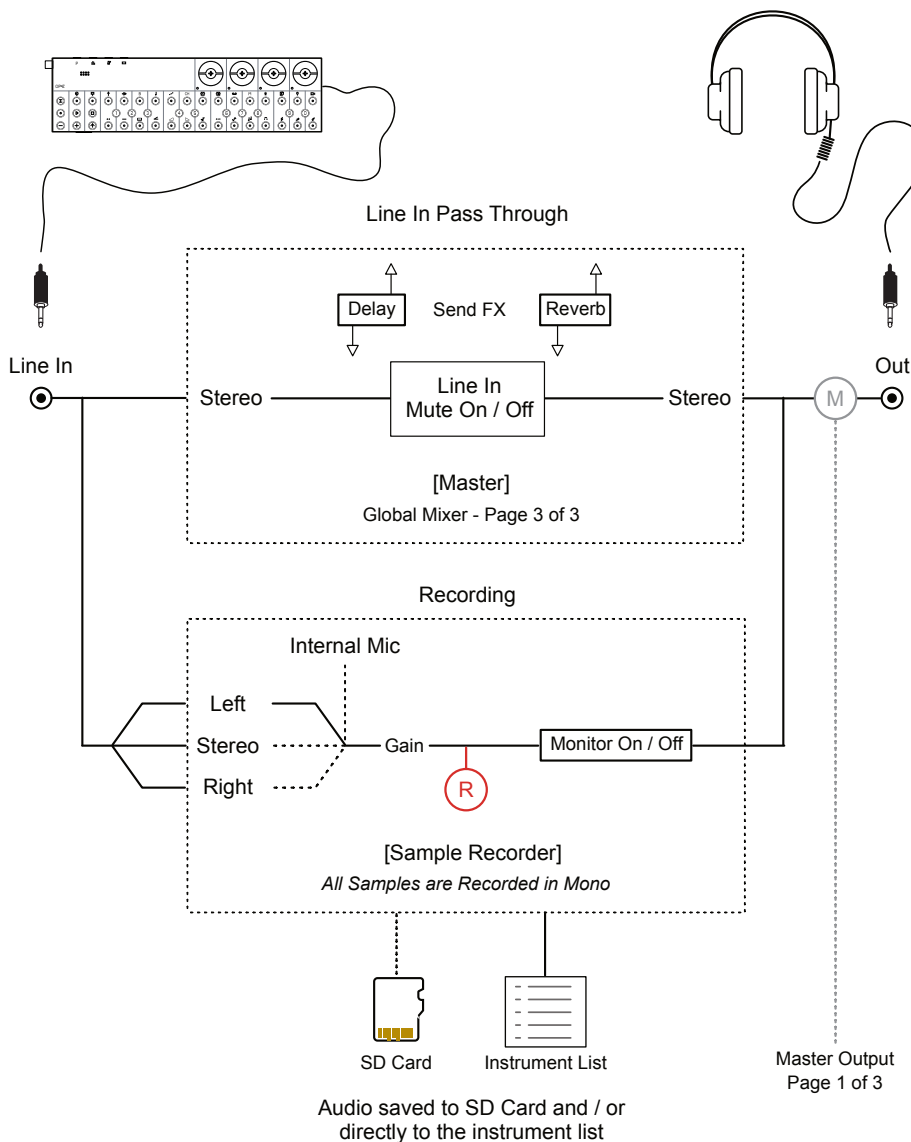 Line In Pass Through
Delay
Send FX
Reverb
Line In
Out
Stereo
Line In
Mute On / Off
Stereo
M
[Master]
Global Mixer - Page 3 of 3
Recording
Internal Mic
Left
Stereo
Right
Gain
Monitor On / Off
R
[Sample Recorder]
All Samples are Recorded in Mono
SD Card
Instrument List
Master Output
Page 1 of 3
Audio saved to SD Card and / or
directly to the instrument list